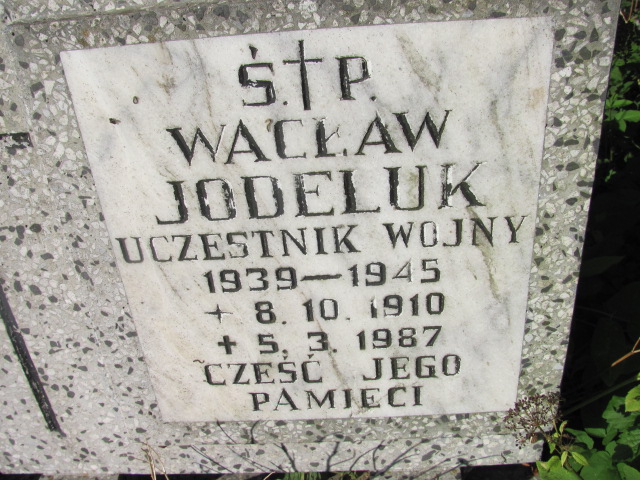 Ś.†P.
WACŁAW
JODELUK
UCZESTNIK WOJNY
1939—1945
+ 8. 10. 1910
+ 5. 3. 1987
CZEŚĆ JEGO
PAMIĘCI